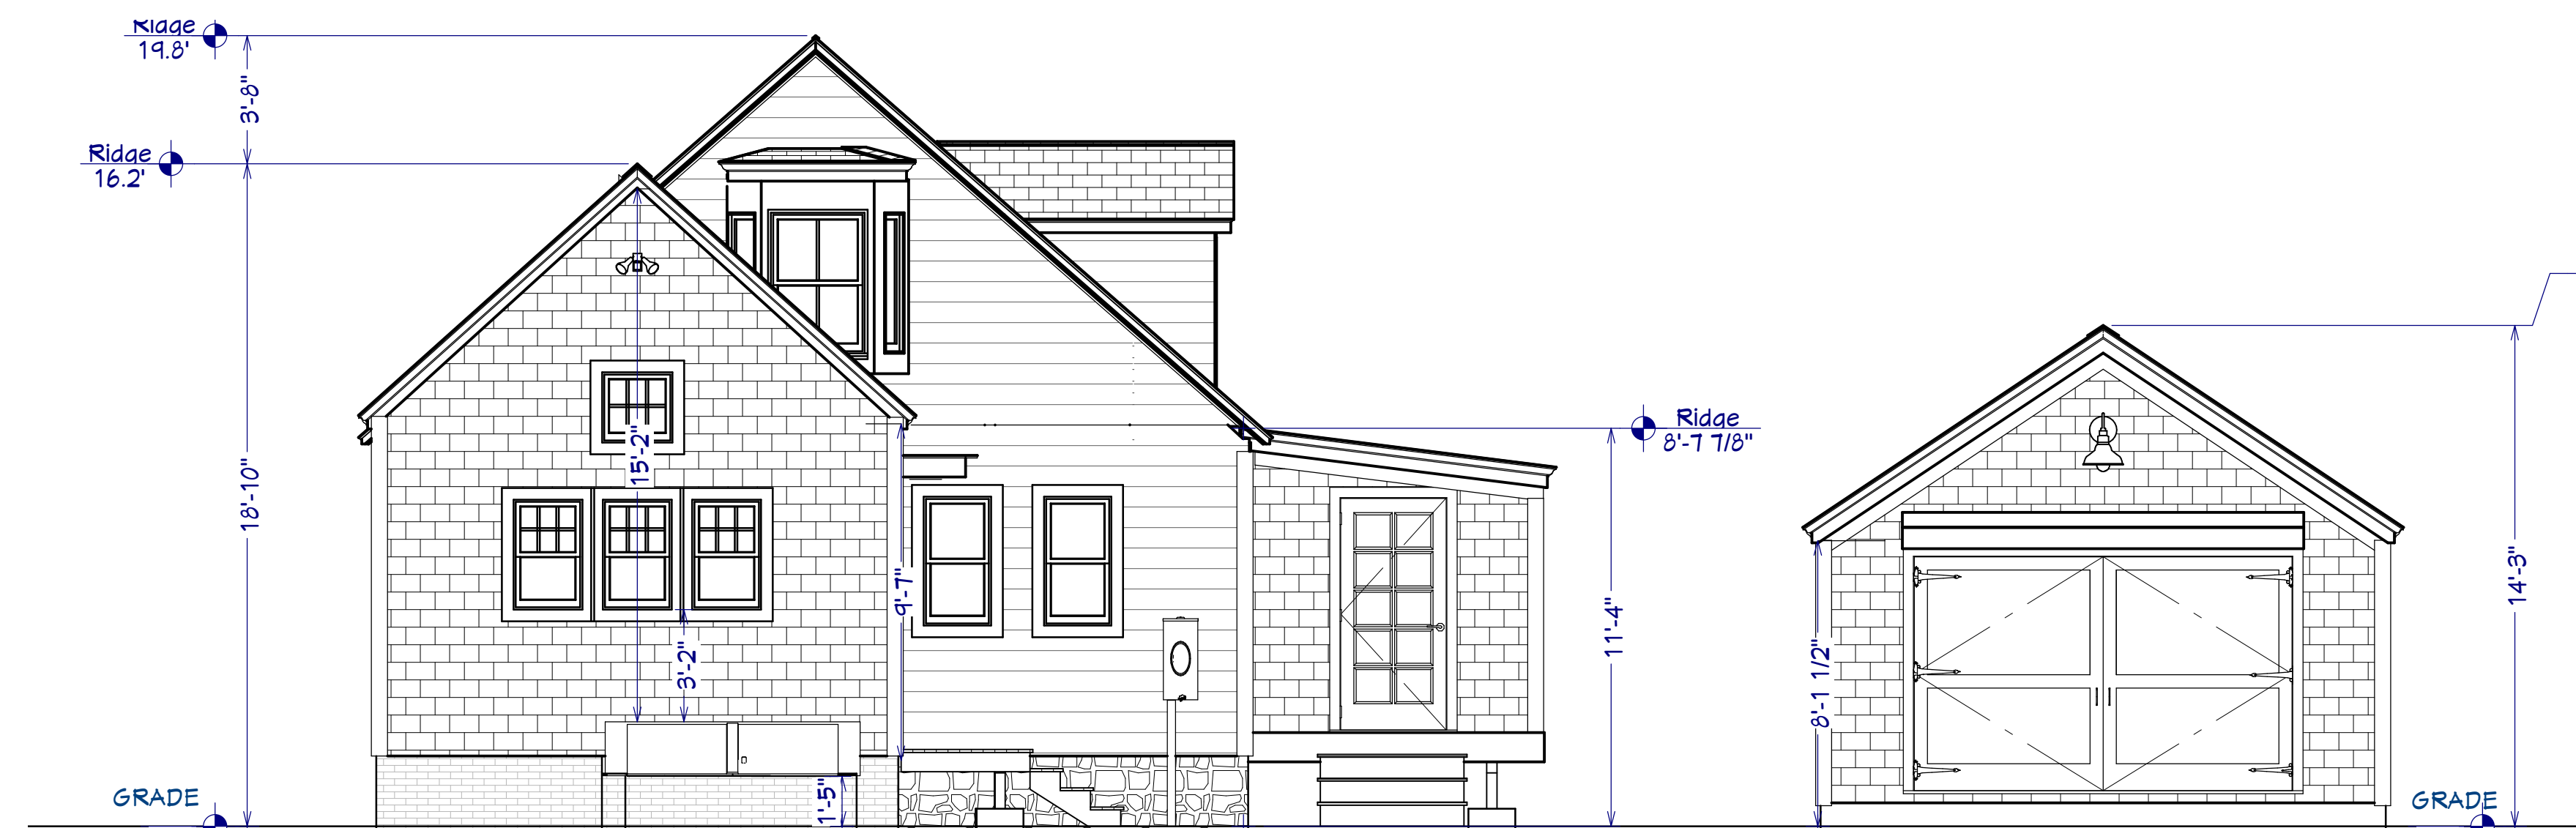 Ridge
19.8'
3'-8"
Ridge
16.2'
18'-10"
15'-2"
3'-2"
9'-7"
1'-5"
GRADE
Ridge
8'-7 7/8"
11'-4"
8'-1 1/2"
14'-3"
GRADE